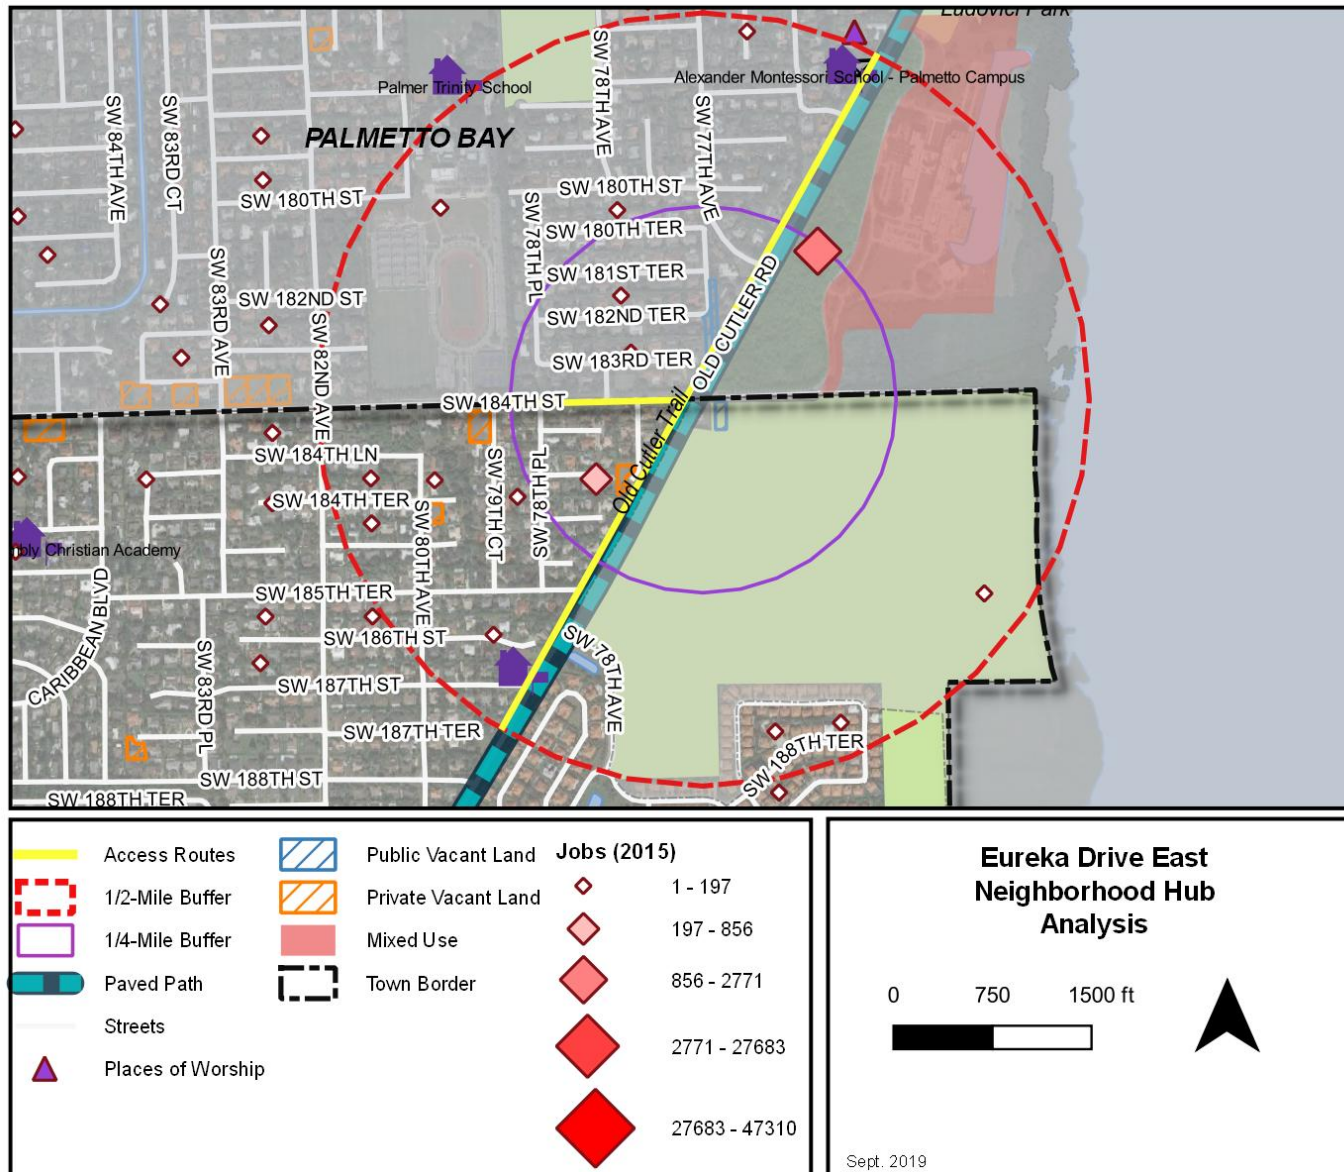 Ludovici Park
Palmer Trinity School
Alexander Montessori School - Palmetto Campus
PALMETTO BAY
SW 84TH AVE
SW 83RD CT
SW 78TH AVE
SW 77TH AVE
SW 180TH ST
SW 180TH ST
SW 78TH PL
SW 180TH TER
SW 181ST TER
SW 83RD AVE
SW 182ND ST
SW 82ND AVE
SW 182ND TER
OLD CUTLER RD
SW 183RD TER
OLD CUTLER RD
SW 184TH ST
Old Cutler Trail
SW 184TH LN
SW 79TH CT
SW 78TH PL
SW 184TH TER
SW 80TH AVE
bly Christian Academy
CARIBBEAN BLVD
SW 185TH TER
SW 186TH ST
SW 78TH AVE
SW 83RD PL
SW 187TH ST
SW 187TH TER
SW 188TH TER
SW 188TH ST
SW 188TH TER
Access Routes
1/2-Mile Buffer
1/4-Mile Buffer
Paved Path
Streets
Places of Worship
Public Vacant Land
Private Vacant Land
Mixed Use
Town Border
Jobs (2015)
1 - 197
197 - 856
856 - 2771
2771 - 27683
27683 - 47310
Eureka Drive East
Neighborhood Hub
Analysis
0 750 1500 ft
Sept. 2019